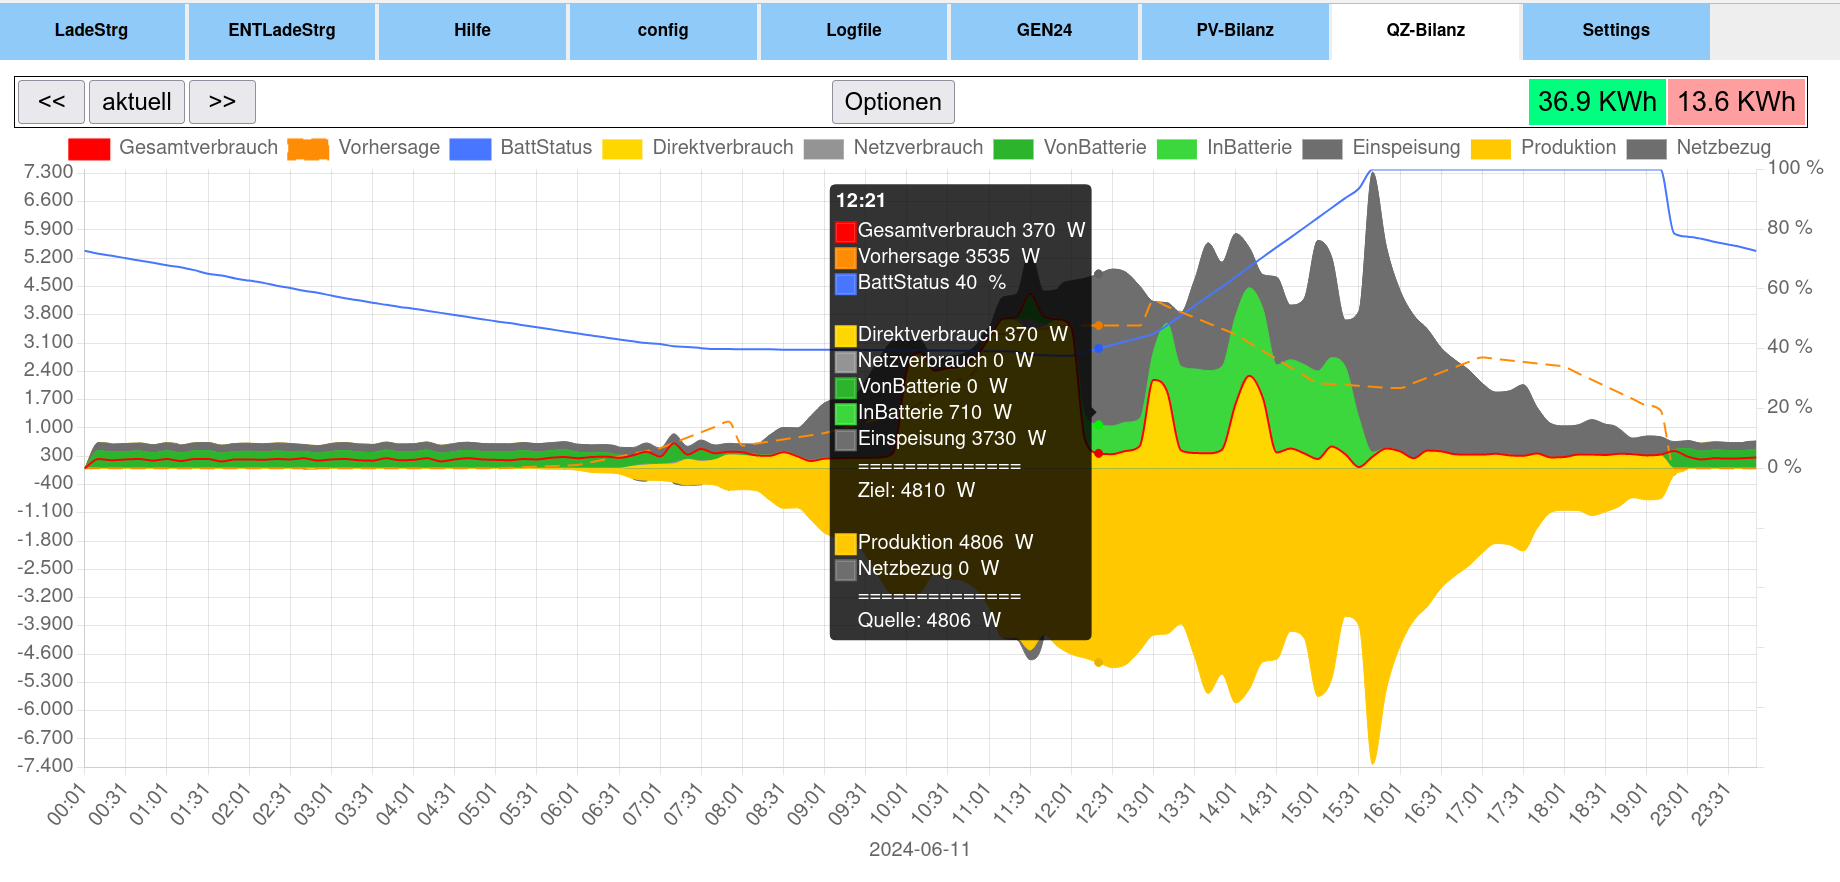 LadeStrg ENTLadeStrg Hilfe config Logfile GEN24 PV-Bilanz QZ-Bilanz Settings
<< aktuell >> Optionen 36.9 KWh 13.6 KWh
Gesamtverbrauch Vorhersage BattStatus Direktverbrauch Netzverbrauch VonBatterie InBatterie Einspeisung Produktion Netzbezug
7.300
6.600
5.900
5.200
4.500
3.800
3.100
2.400
1.700
1.000
300
-400
-1.100
-1.800
-2.500
-3.200
-3.900
-4.600
-5.300
-6.000
-6.700
-7.400
12:21
Gesamtverbrauch 370 W
Vorhersage 3535 W
BattStatus 40 %
Direktverbrauch 370 W
Netzverbrauch 0 W
VonBatterie 0 W
InBatterie 710 W
Einspeisung 3730 W
==============
Ziel: 4810 W
Produktion 4806 W
Netzbezug 0 W
==============
Quelle: 4806 W
100 %
80 %
60 %
40 %
20 %
0 %
00:01 00:31 01:01 01:31 02:01 02:31 03:01 03:31 04:01 04:31 05:01 05:31 06:01 06:31 07:01 07:31 08:01 08:31 09:01 09:31 10:01 10:31 11:01 11:31 12:01 12:31 13:01 13:31 14:01 14:31 15:01 15:31 16:01 16:31 17:01 17:31 18:01 18:31 19:01 23:01 23:31
2024-06-11